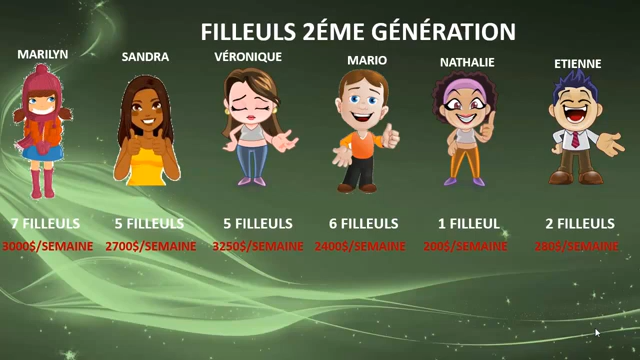 FILLEULS 2ÉME GÉNÉRATION
MARILYN SANDRA VÉRONIQUE MARIO NATHALIE ETIENNE
7 FILLEULS 5 FILLEULS 5 FILLEULS 6 FILLEULS 1 FILLEUL 2 FILLEULS
3000$/SEMAINE 2700$/SEMAINE 3250$/SEMAINE 2400$/SEMAINE 200$/SEMAINE 280$/SEMAINE